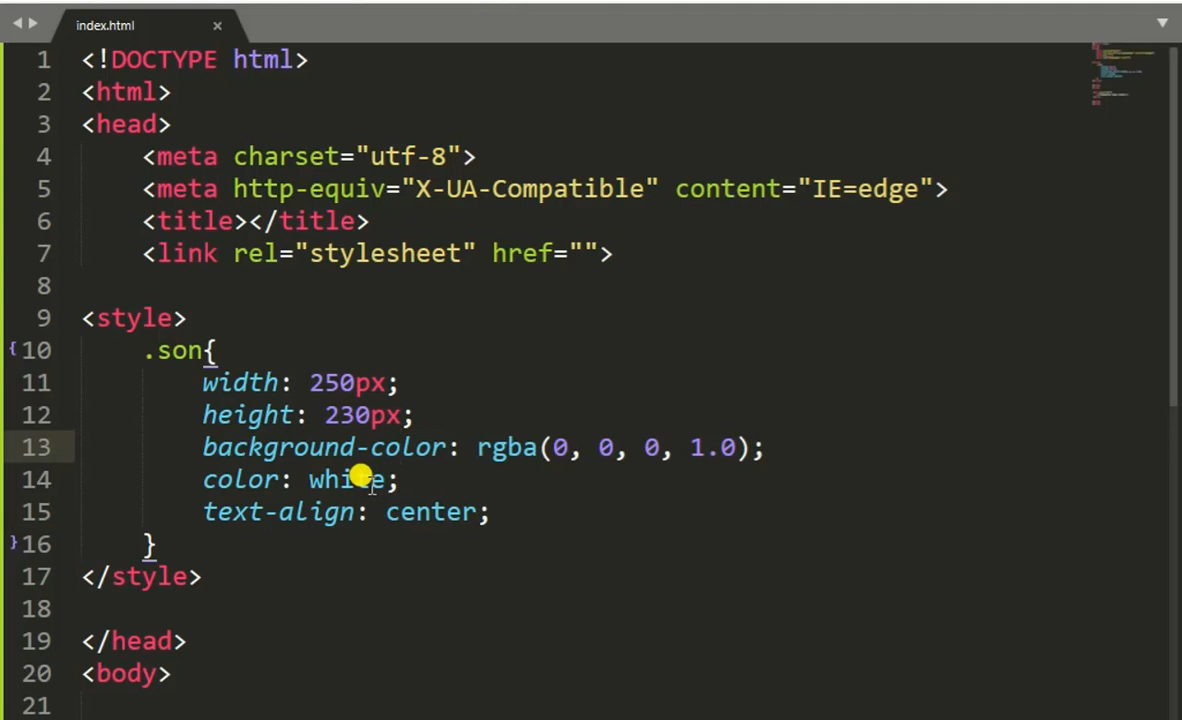 index.html ×
1 <!DOCTYPE html>
2 <html>
3 <head>
4 <meta charset="utf-8">
5 <meta http-equiv="X-UA-Compatible" content="IE=edge">
6 <title></title>
7 <link rel="stylesheet" href="">
8
9 <style>
10 .son{
11 width: 250px;
12 height: 230px;
13 background-color: rgba(0, 0, 0, 1.0);
14 color: white;
15 text-align: center;
16 }
17 </style>
18
19 </head>
20 <body>
21